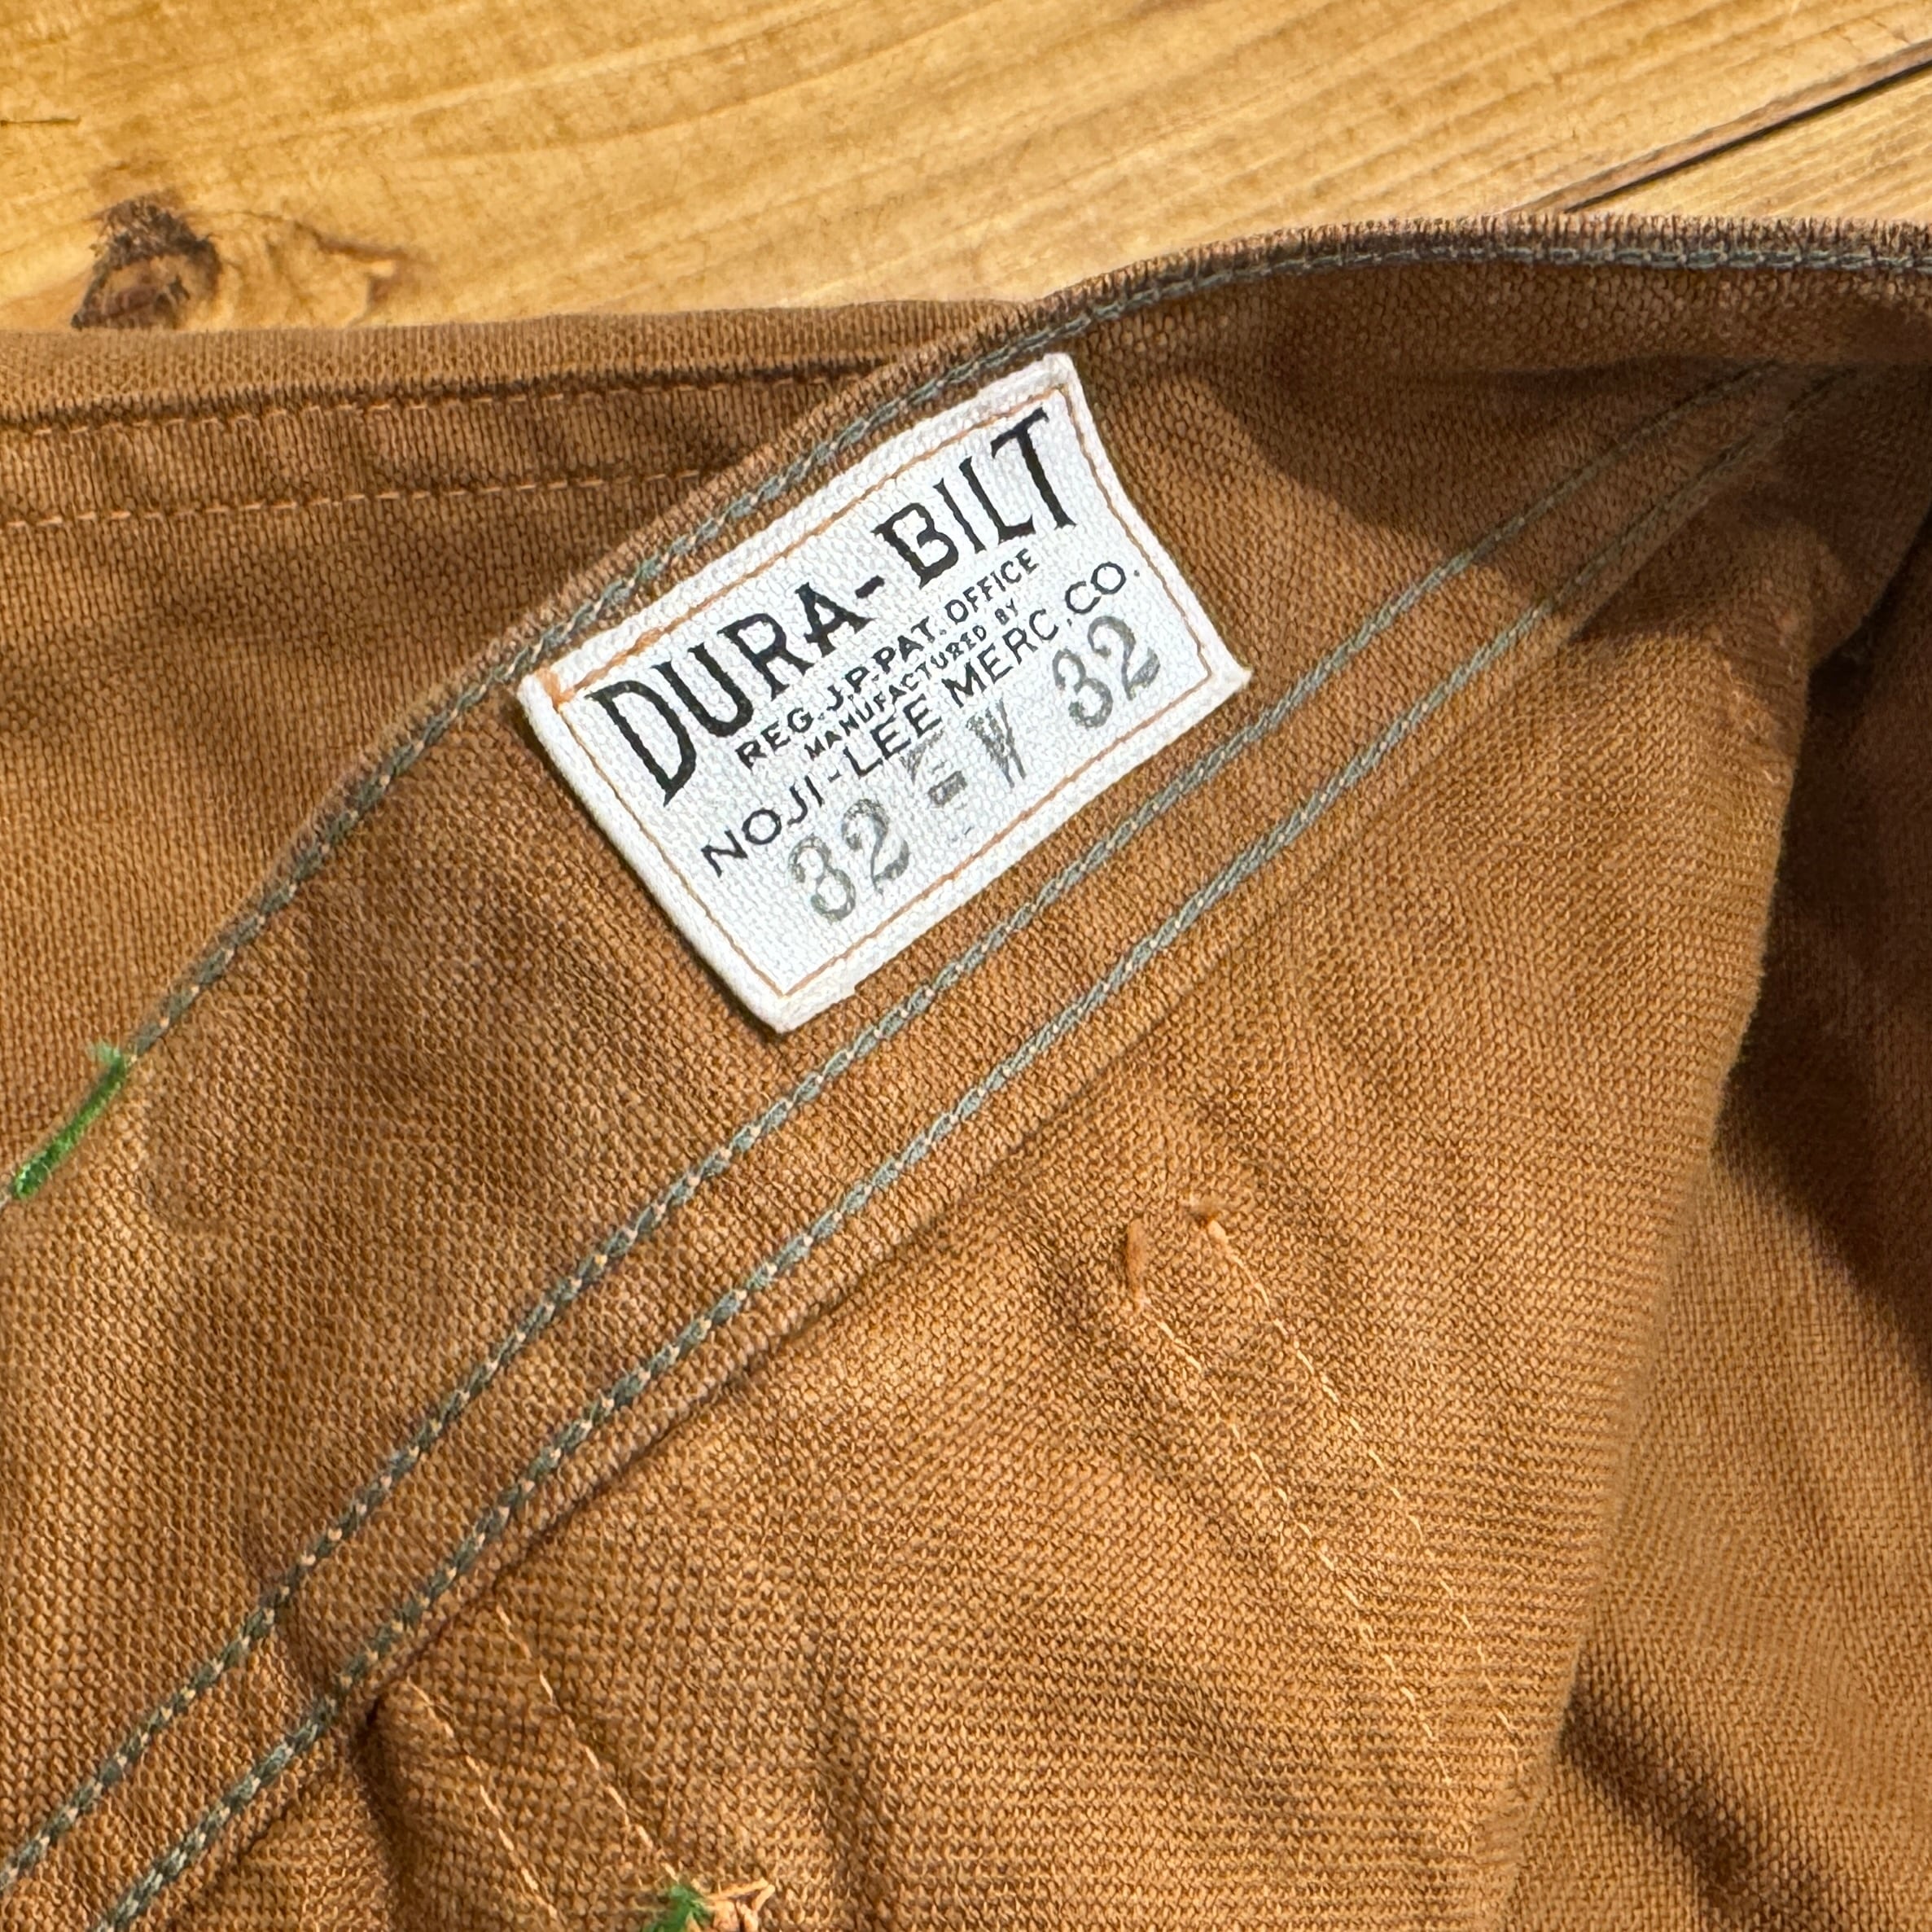 DURA-BILT
REG. J.P. PAT. OFFICE
MANUFACTURED BY
NOJI-LEE MERC. CO.
32 - W 32